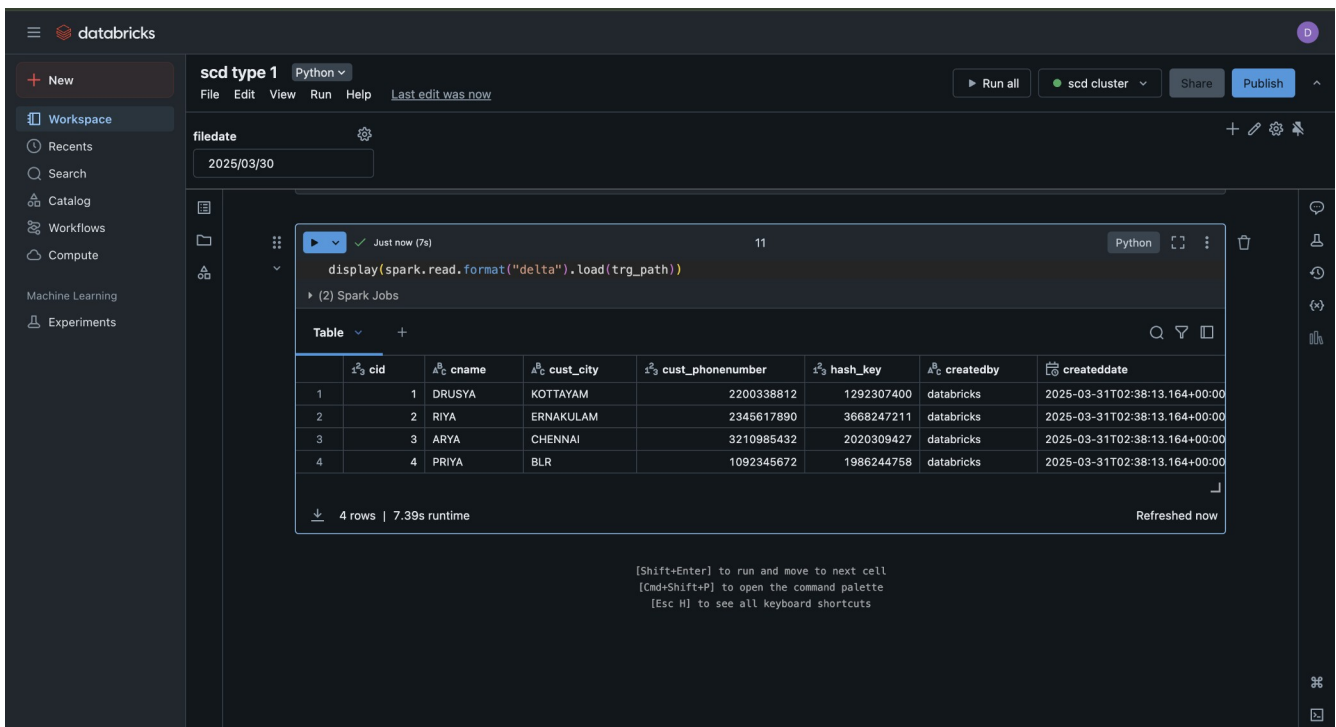 databricks
D
New
scd type 1 Python
File Edit View Run Help Last edit was now
Run all
scd cluster
Share
Publish
Workspace
Recents
Search
Catalog
Workflows
Compute
Machine Learning
Experiments
filedate
2025/03/30
Just now (7s)
11
Python
display(spark.read.format("delta").load(trg_path))
(2) Spark Jobs
Table +
cid cname cust_city cust_phonenumber hash_key createdby createddate
1 1 DRUSYA KOTTAYAM 2200338812 1292307400 databricks 2025-03-31T02:38:13.164+00:00
2 2 RIYA ERNAKULAM 2345617890 3668247211 databricks 2025-03-31T02:38:13.164+00:00
3 3 ARYA CHENNAI 3210985432 2020309427 databricks 2025-03-31T02:38:13.164+00:00
4 4 PRIYA BLR 1092345672 1986244758 databricks 2025-03-31T02:38:13.164+00:00
4 rows | 7.39s runtime
Refreshed now
[Shift+Enter] to run and move to next cell
[Cmd+Shift+P] to open the command palette
[Esc H] to see all keyboard shortcuts